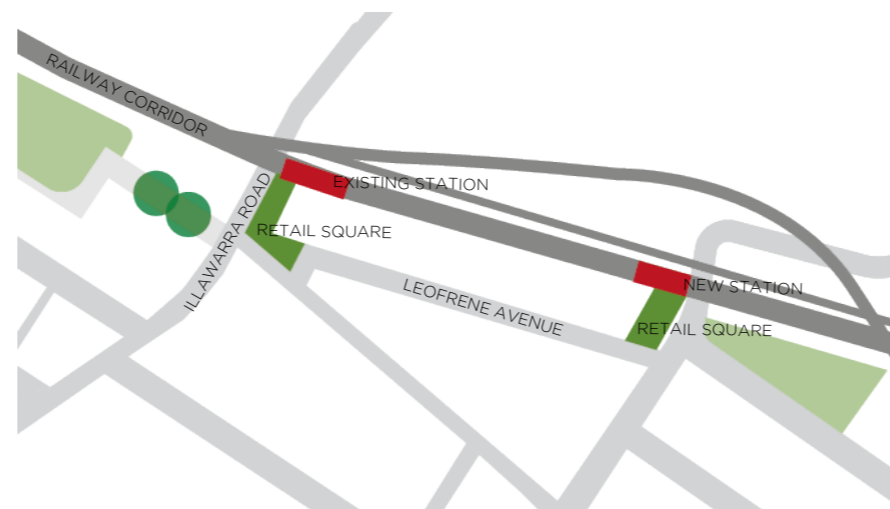 RAILWAY CORRIDOR
EXISTING STATION
ILLAWARRA ROAD
RETAIL SQUARE
LEOFRENE AVENUE
NEW STATION
RETAIL SQUARE